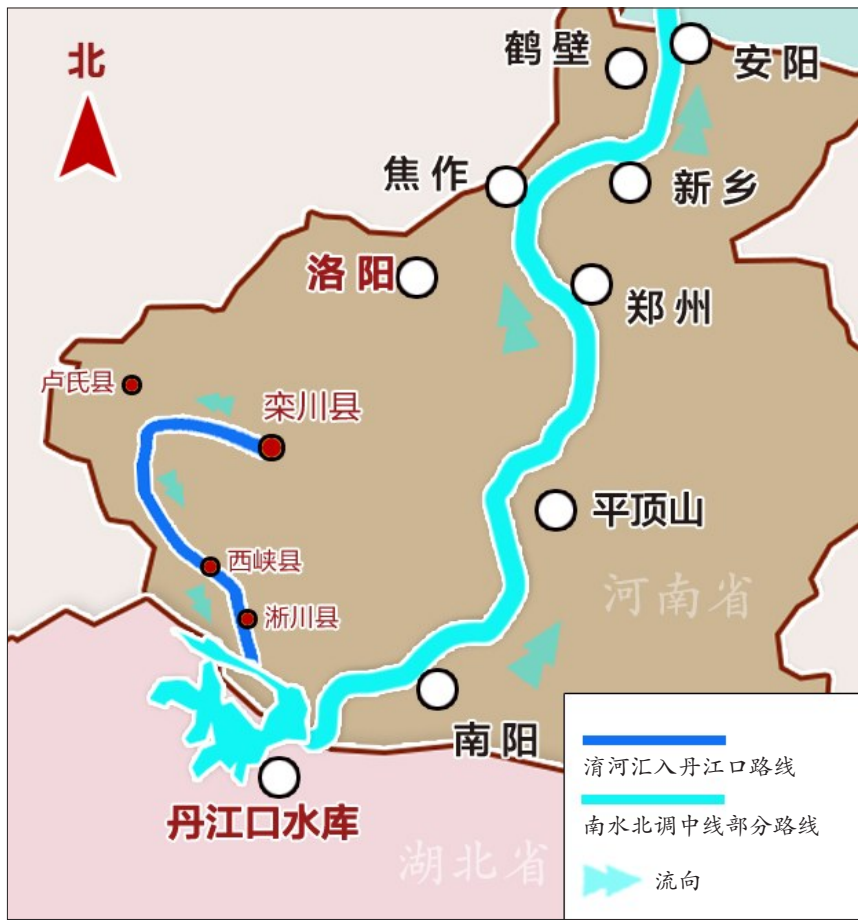 北
鹤壁
安阳
焦作
新乡
洛阳
郑州
卢氏县
栾川县
平顶山
西峡县
河南省
淅川县
南阳
丹江口水库
湖北省
淯河汇入丹江口路线
南水北调中线部分路线
流向